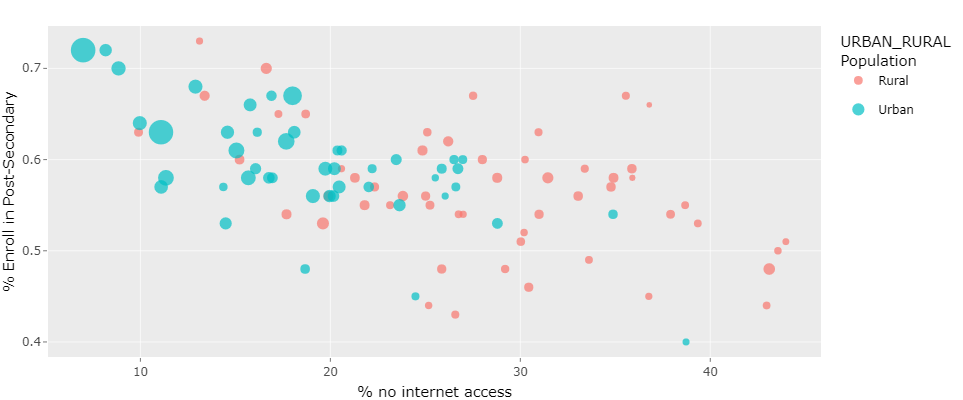 URBAN_RURAL
Population
Rural
Urban
0.7
0.6
0.5
0.4
% Enroll in Post-Secondary
10
20
30
40
% no internet access